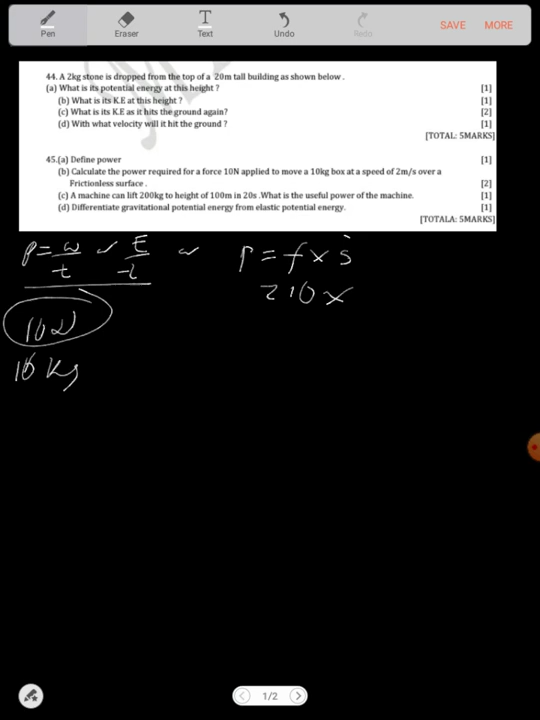 Pen
Eraser
Text
Undo
Redo
SAVE
MORE
44. A 2kg stone is dropped from the top of a 20m tall building as shown below .
(a) What is its potential energy at this height ? [1]
(b) What is its K.E at this height ? [1]
(c) What is its K.E as it hits the ground again? [2]
(d) With what velocity will it hit the ground ? [1]
[TOTAL: 5MARKS]
45.(a) Define power [1]
(b) Calculate the power required for a force 10N applied to move a 10kg box at a speed of 2m/s over a
Frictionless surface . [2]
(c) A machine can lift 200kg to height of 100m in 20s .What is the useful power of the machine. [1]
(d) Differentiate gravitational potential energy from elastic potential energy. [1]
[TOTALA: 5MARKS]
P = w/t or E/t or P = f x s
= 10 x
10N
10 kg
1/2